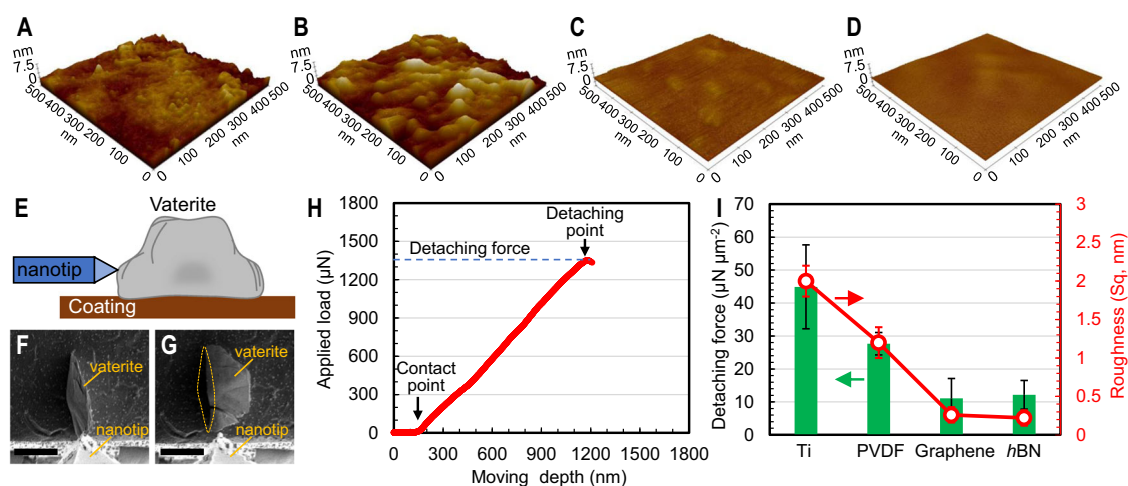 A
nm
7.5
0
500
400
300
200
100
0
nm
0
100
200
300
400
500
nm
B
nm
7.5
0
500
400
300
200
100
0
nm
0
100
200
300
400
500
nm
C
nm
7.5
0
500
400
300
200
100
0
nm
0
100
200
300
400
500
nm
D
nm
7.5
0
500
400
300
200
100
0
nm
0
100
200
300
400
500
nm
E
Vaterite
nanotip
Coating
F
vaterite
nanotip
G
vaterite
nanotip
H
Applied load (μN)
1800
1500
1200
900
600
300
0
Detaching
point
Detaching force
Contact
point
0 300 600 900 1200 1500 1800
Moving depth (nm)
I
Detaching force (μN μm⁻²)
70
60
50
40
30
20
10
0
3
2
1
0
Roughness (Sq, nm)
Ti PVDF Graphene hBN